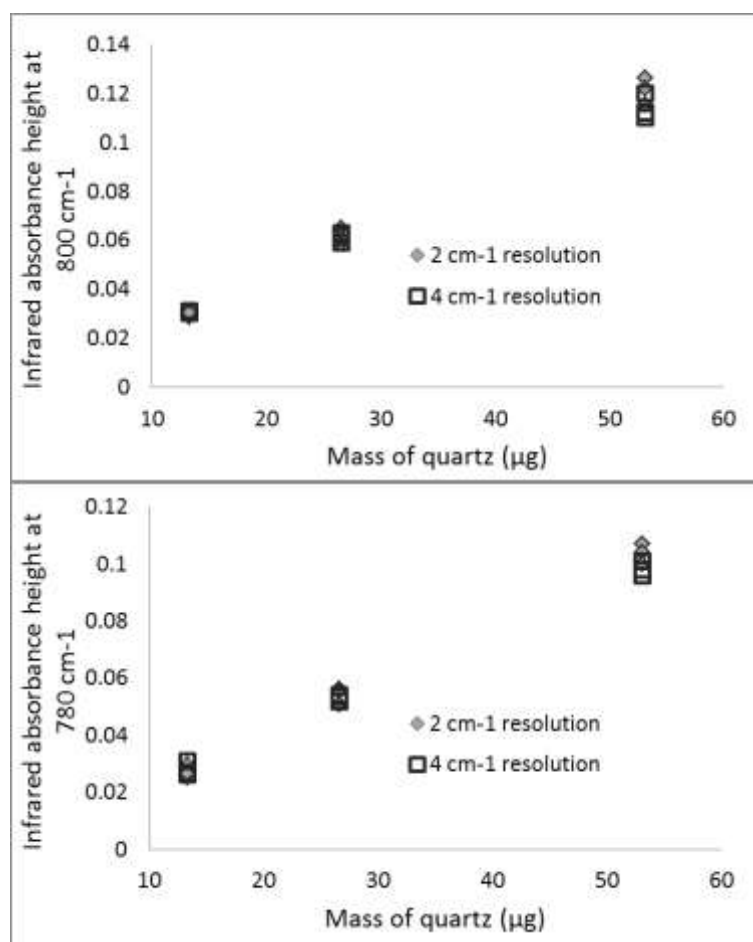 Infrared absorbance height at
800 cm-1
0.14
0.12
0.1
0.08
0.06
0.04
0.02
0
2 cm-1 resolution
4 cm-1 resolution
10 20 30 40 50 60
Mass of quartz (µg)
Infrared absorbance height at
780 cm-1
0.12
0.1
0.08
0.06
0.04
0.02
0
2 cm-1 resolution
4 cm-1 resolution
10 20 30 40 50 60
Mass of quartz (µg)